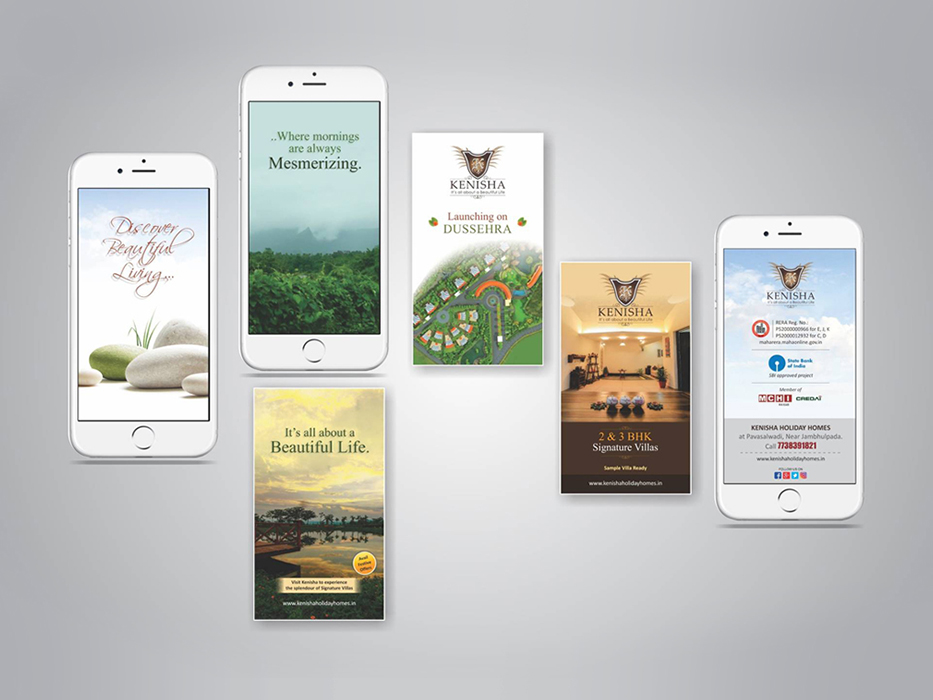 Discover
Beautiful
Living...
..Where mornings
are always
Mesmerizing.
It's all about a
Beautiful Life.
Avail
Festive
Offers
Visit Kenisha to experience
the splendour of Signature Villas
www.kenishaholidayhomes.in
KENISHA
It's all about a Beautiful Life
Launching on
DUSSEHRA
KENISHA
It's all about a Beautiful Life
2 & 3 BHK
Signature Villas
Sample Villa Ready
www.kenishaholidayhomes.in
KENISHA
It's all about a Beautiful Life
RERA Reg. No.:
P52000000966 for E, J, K
P52000012932 for C, D
maharera.mahaonline.gov.in
State Bank
of India
SBI approved project
Member of
MCHI CREDAI
KENISHA HOLIDAY HOMES
at Pavasalwadi, Near Jambhulpada.
Call 7738391821
www.kenishaholidayhomes.in
FOLLOW US ON